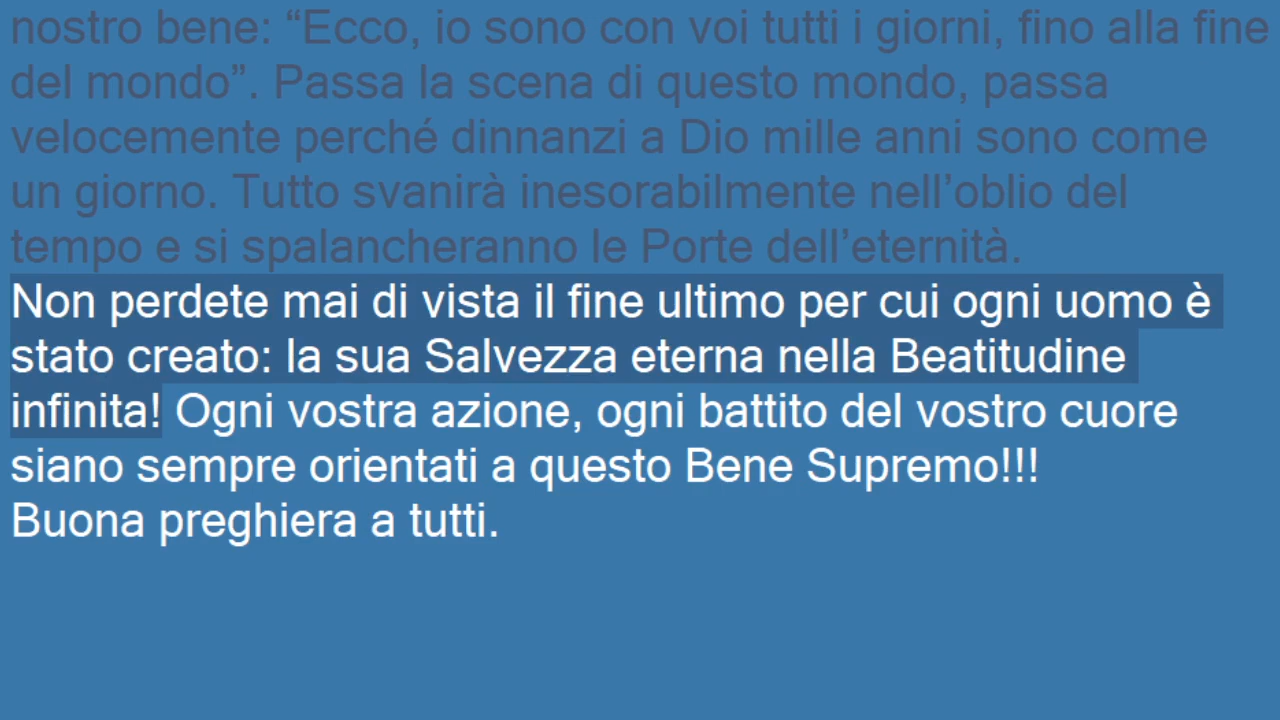 nostro bene: “Ecco, io sono con voi tutti i giorni, fino alla fine
del mondo”. Passa la scena di questo mondo, passa
velocemente perché dinnanzi a Dio mille anni sono come
un giorno. Tutto svanirà inesorabilmente nell’oblio del
tempo e si spalancheranno le Porte dell’eternità.
Non perdete mai di vista il fine ultimo per cui ogni uomo è
stato creato: la sua Salvezza eterna nella Beatitudine
infinita! Ogni vostra azione, ogni battito del vostro cuore
siano sempre orientati a questo Bene Supremo!!!
Buona preghiera a tutti.